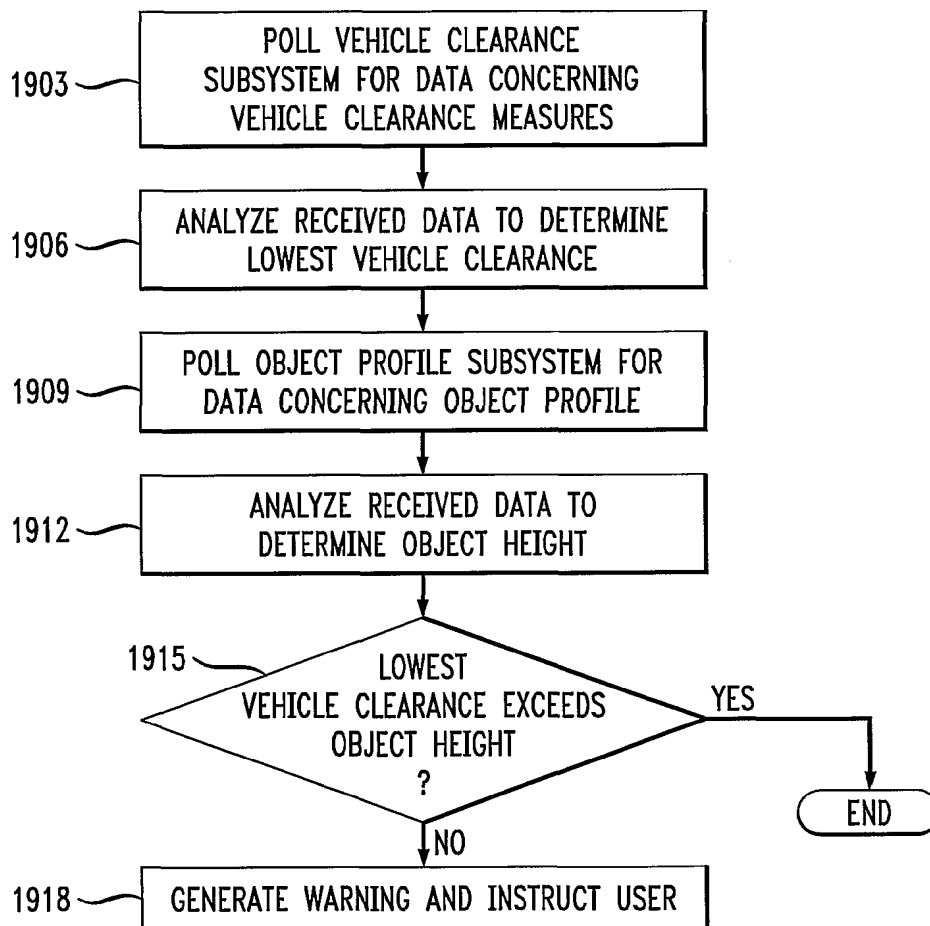 1903
POLL VEHICLE CLEARANCE
SUBSYSTEM FOR DATA CONCERNING
VEHICLE CLEARANCE MEASURES
1906
ANALYZE RECEIVED DATA TO DETERMINE
LOWEST VEHICLE CLEARANCE
1909
POLL OBJECT PROFILE SUBSYSTEM FOR
DATA CONCERNING OBJECT PROFILE
1912
ANALYZE RECEIVED DATA TO
DETERMINE OBJECT HEIGHT
1915
LOWEST
VEHICLE CLEARANCE EXCEEDS
OBJECT HEIGHT
?
YES
END
NO
1918
GENERATE WARNING AND INSTRUCT USER